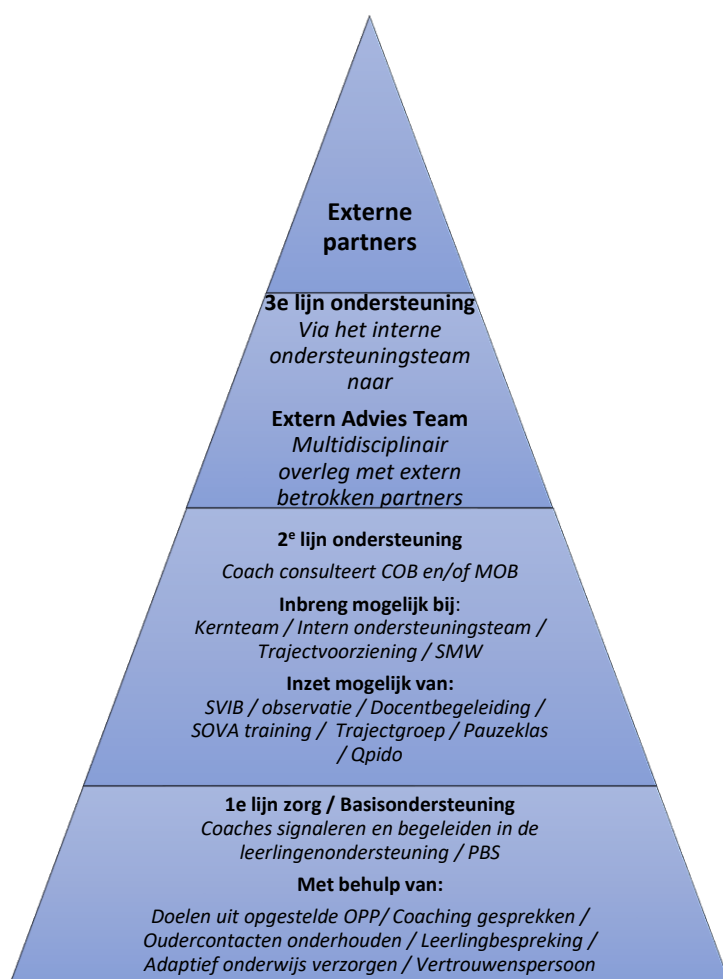 Externe
partners
3e lijn ondersteuning
Via het interne
ondersteuningsteam
naar
Extern Advies Team
Multidisciplinair
overleg met extern
betrokken partners
2e lijn ondersteuning
Coach consulteert COB en/of MOB
Inbreng mogelijk bij:
Kernteam / Intern ondersteuningsteam /
Trajectvoorziening / SMW
Inzet mogelijk van:
SVIB / observatie / Docentbegeleiding /
SOVA training / Trajectgroep / Pauzeklas
/ Qpido
1e lijn zorg / Basisondersteuning
Coaches signaleren en begeleiden in de
leerlingenondersteuning / PBS
Met behulp van:
Doelen uit opgestelde OPP/ Coaching gesprekken /
Oudercontacten onderhouden / Leerlingbespreking /
Adaptief onderwijs verzorgen / Vertrouwenspersoon